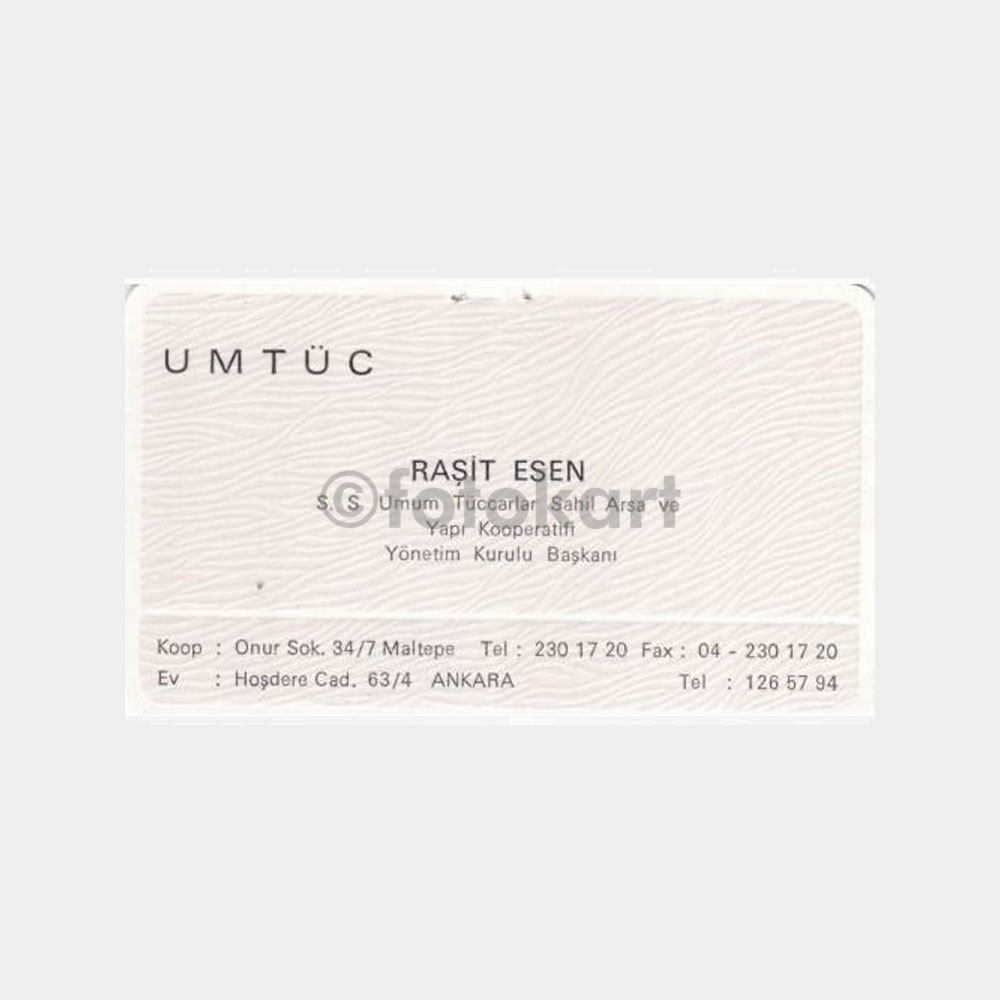 UMTÜC
RAŞİT ESEN
S. S. Umum Tüccarlar Sahil Arsa ve
Yapı Kooperatifi
Yönetim Kurulu Başkanı
©fotokart
Koop : Onur Sok. 34/7 Maltepe Tel : 230 17 20 Fax : 04 - 230 17 20
Ev : Hoşdere Cad. 63/4 ANKARA Tel : 126 57 94